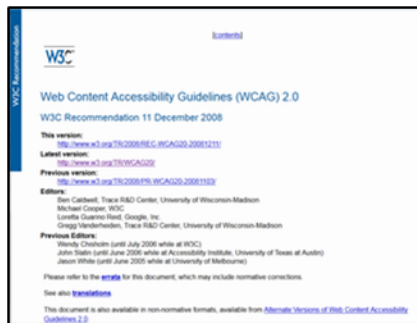 W3C Recommendation
[contents]
W3C
Web Content Accessibility Guidelines (WCAG) 2.0
W3C Recommendation 11 December 2008
This version:
http://www.w3.org/TR/2008/REC-WCAG20-20081211/
Latest version:
http://www.w3.org/TR/WCAG20/
Previous version:
http://www.w3.org/TR/2008/PR-WCAG20-20081103/
Editors:
Ben Caldwell, Trace R&D Center, University of Wisconsin-Madison
Michael Cooper, W3C
Loretta Guarino Reid, Google, Inc.
Gregg Vanderheiden, Trace R&D Center, University of Wisconsin-Madison
Previous Editors:
Wendy Chisholm (until July 2006 while at W3C)
John Slatin (until June 2006 while at Accessibility Institute, University of Texas at Austin)
Jason White (until June 2005 while at University of Melbourne)
Please refer to the errata for this document, which may include normative corrections.
See also translations.
This document is also available in non-normative formats, available from Alternate Versions of Web Content Accessibility
Guidelines 2.0.